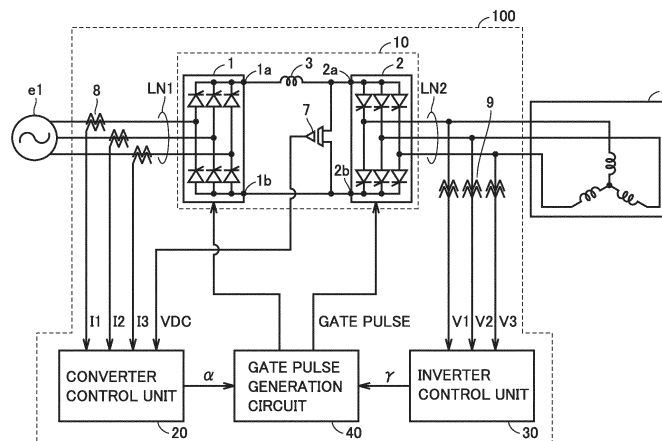 100
10
1
1a
3
2a
2
e1
8
LN1
7
LN2
9
1b
2b
I1
I2
I3
VDC
GATE PULSE
V1
V2
V3
CONVERTER
CONTROL UNIT
α
GATE PULSE
GENERATION
CIRCUIT
γ
INVERTER
CONTROL UNIT
20
40
30